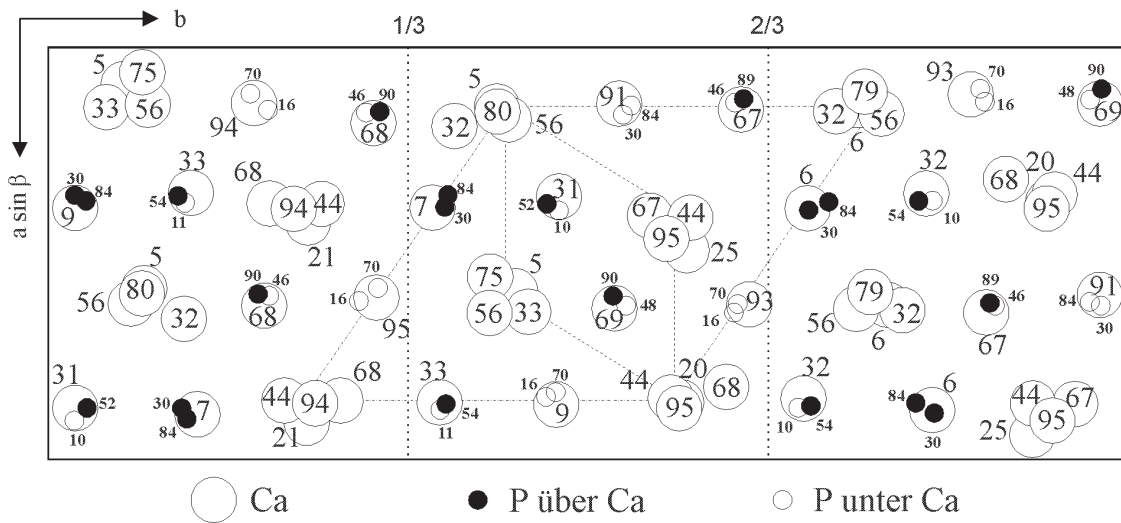 b 1/3 2/3
a sin β
5 75 70 46 90 5 89 93 70 90
33 56 16 80 91 84 46 79 16 48
94 68 32 56 30 67 32 56 6 69
30 84 33 68 84 31 6 32 20 44
9 54 94 44 7 30 52 67 44 84 68
11 21 10 95 25 30 54 10 95
5 90 46 70 75 5 90 70 93 79 89 46 91
56 80 32 68 16 95 56 33 69 48 16 56 32 6 67 84 30
31 52 30 7 44 68 33 16 70 44 20 68 32 84 6 44 67
10 84 94 21 54 11 9 95 10 54 30 25 95
Ca P über Ca P unter Ca